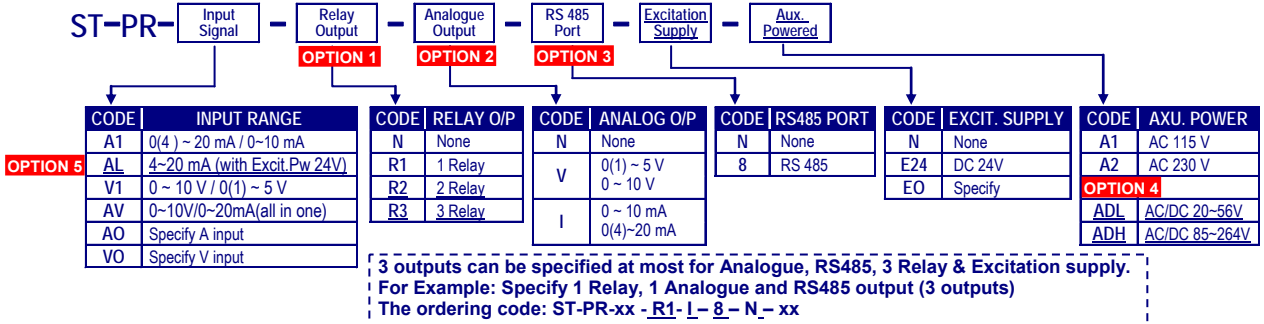 ST-PR- Input Signal - Relay Output - Analogue Output - RS 485 Port - Excitation Supply - Aux. Powered
OPTION 1 OPTION 2 OPTION 3
CODE INPUT RANGE
A1 0(4 ) ~ 20 mA / 0~10 mA
OPTION 5 AL 4~20 mA (with Excit.Pw 24V)
V1 0 ~ 10 V / 0(1) ~ 5 V
AV 0~10V/0~20mA(all in one)
AO Specify A input
VO Specify V input
CODE RELAY O/P
N None
R1 1 Relay
R2 2 Relay
R3 3 Relay
CODE ANALOG O/P
N None
V 0(1) ~ 5 V
0 ~ 10 V
I 0 ~ 10 mA
0(4)~20 mA
CODE RS485 PORT
N None
8 RS 485
CODE EXCIT. SUPPLY
N None
E24 DC 24V
EO Specify
CODE AXU. POWER
A1 AC 115 V
A2 AC 230 V
OPTION 4
ADL AC/DC 20~56V
ADH AC/DC 85~264V
3 outputs can be specified at most for Analogue, RS485, 3 Relay & Excitation supply.
For Example: Specify 1 Relay, 1 Analogue and RS485 output (3 outputs)
The ordering code: ST-PR-xx - R1- I – 8 – N – xx